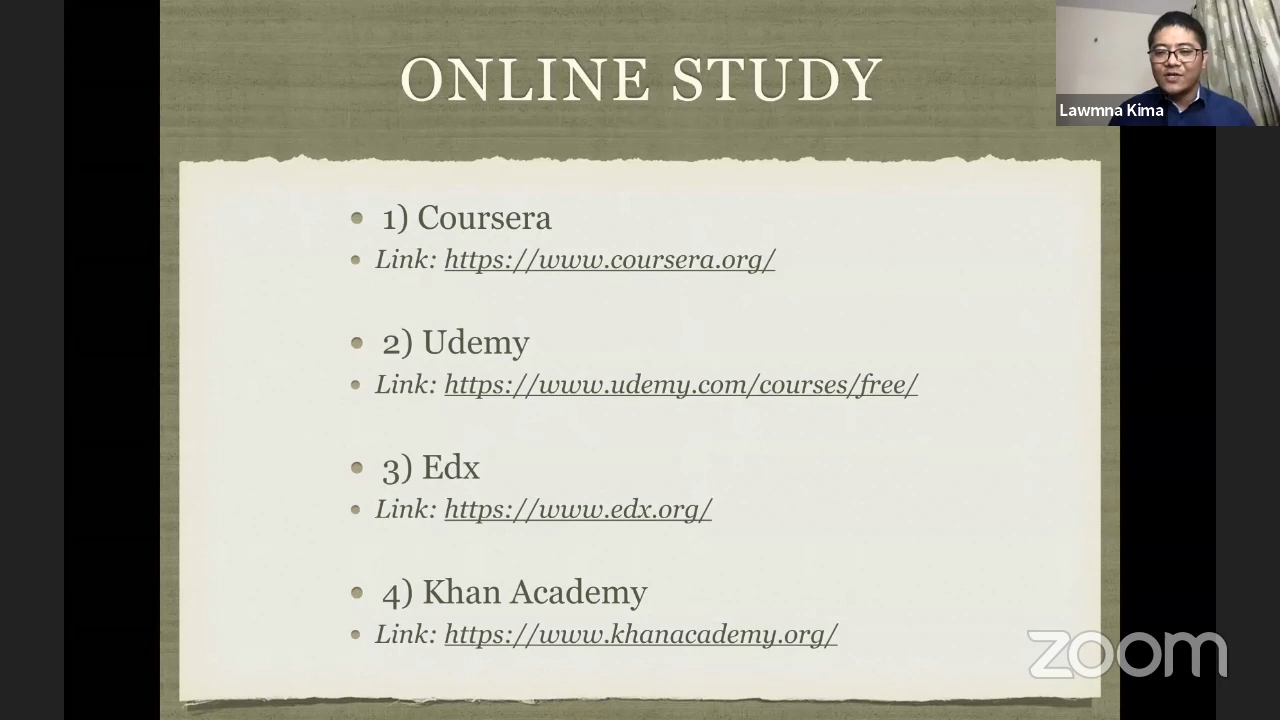 ONLINE STUDY
Lawmna Kima
1) Coursera
Link: https://www.coursera.org/
2) Udemy
Link: https://www.udemy.com/courses/free/
3) Edx
Link: https://www.edx.org/
4) Khan Academy
Link: https://www.khanacademy.org/
zoom